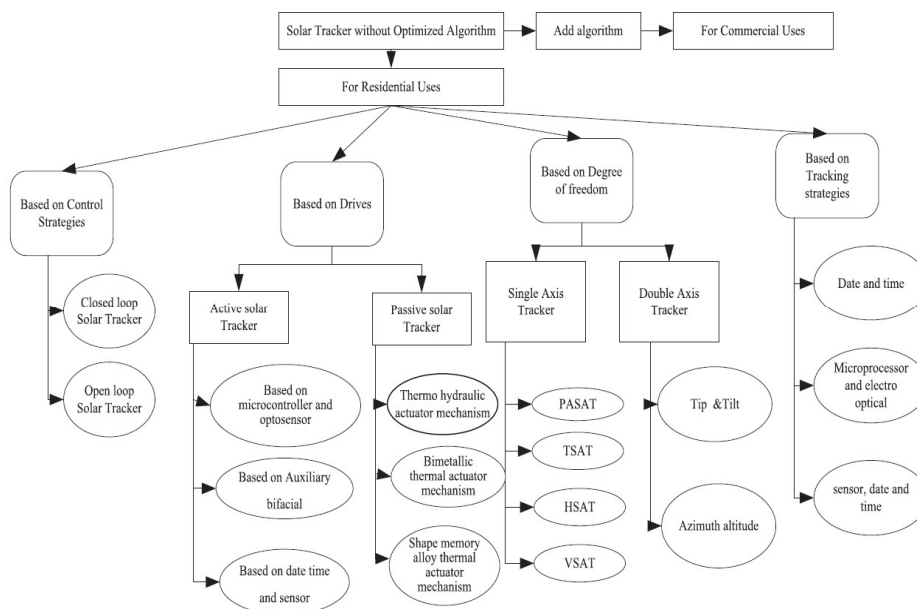 Solar Tracker without Optimized Algorithm
Add algorithm
For Commercial Uses
For Residential Uses
Based on Control
Strategies
Based on Drives
Based on Degree
of freedom
Based on
Tracking
strategies
Closed loop
Solar Tracker
Open loop
Solar Tracker
Active solar
Tracker
Passive solar
Tracker
Single Axis
Tracker
Double Axis
Tracker
Based on
microcontroller and
optosensor
Based on Auxiliary
bifacial
Based on date time
and sensor
Thermo hydraulic
actuator mechanism
Bimetallic
thermal actuator
mechanism
Shape memory
alloy thermal
actuator
mechanism
PASAT
TSAT
HSAT
VSAT
Tip &Tilt
Azimuth altitude
Date and time
Microprocessor
and electro
optical
sensor, date and
time